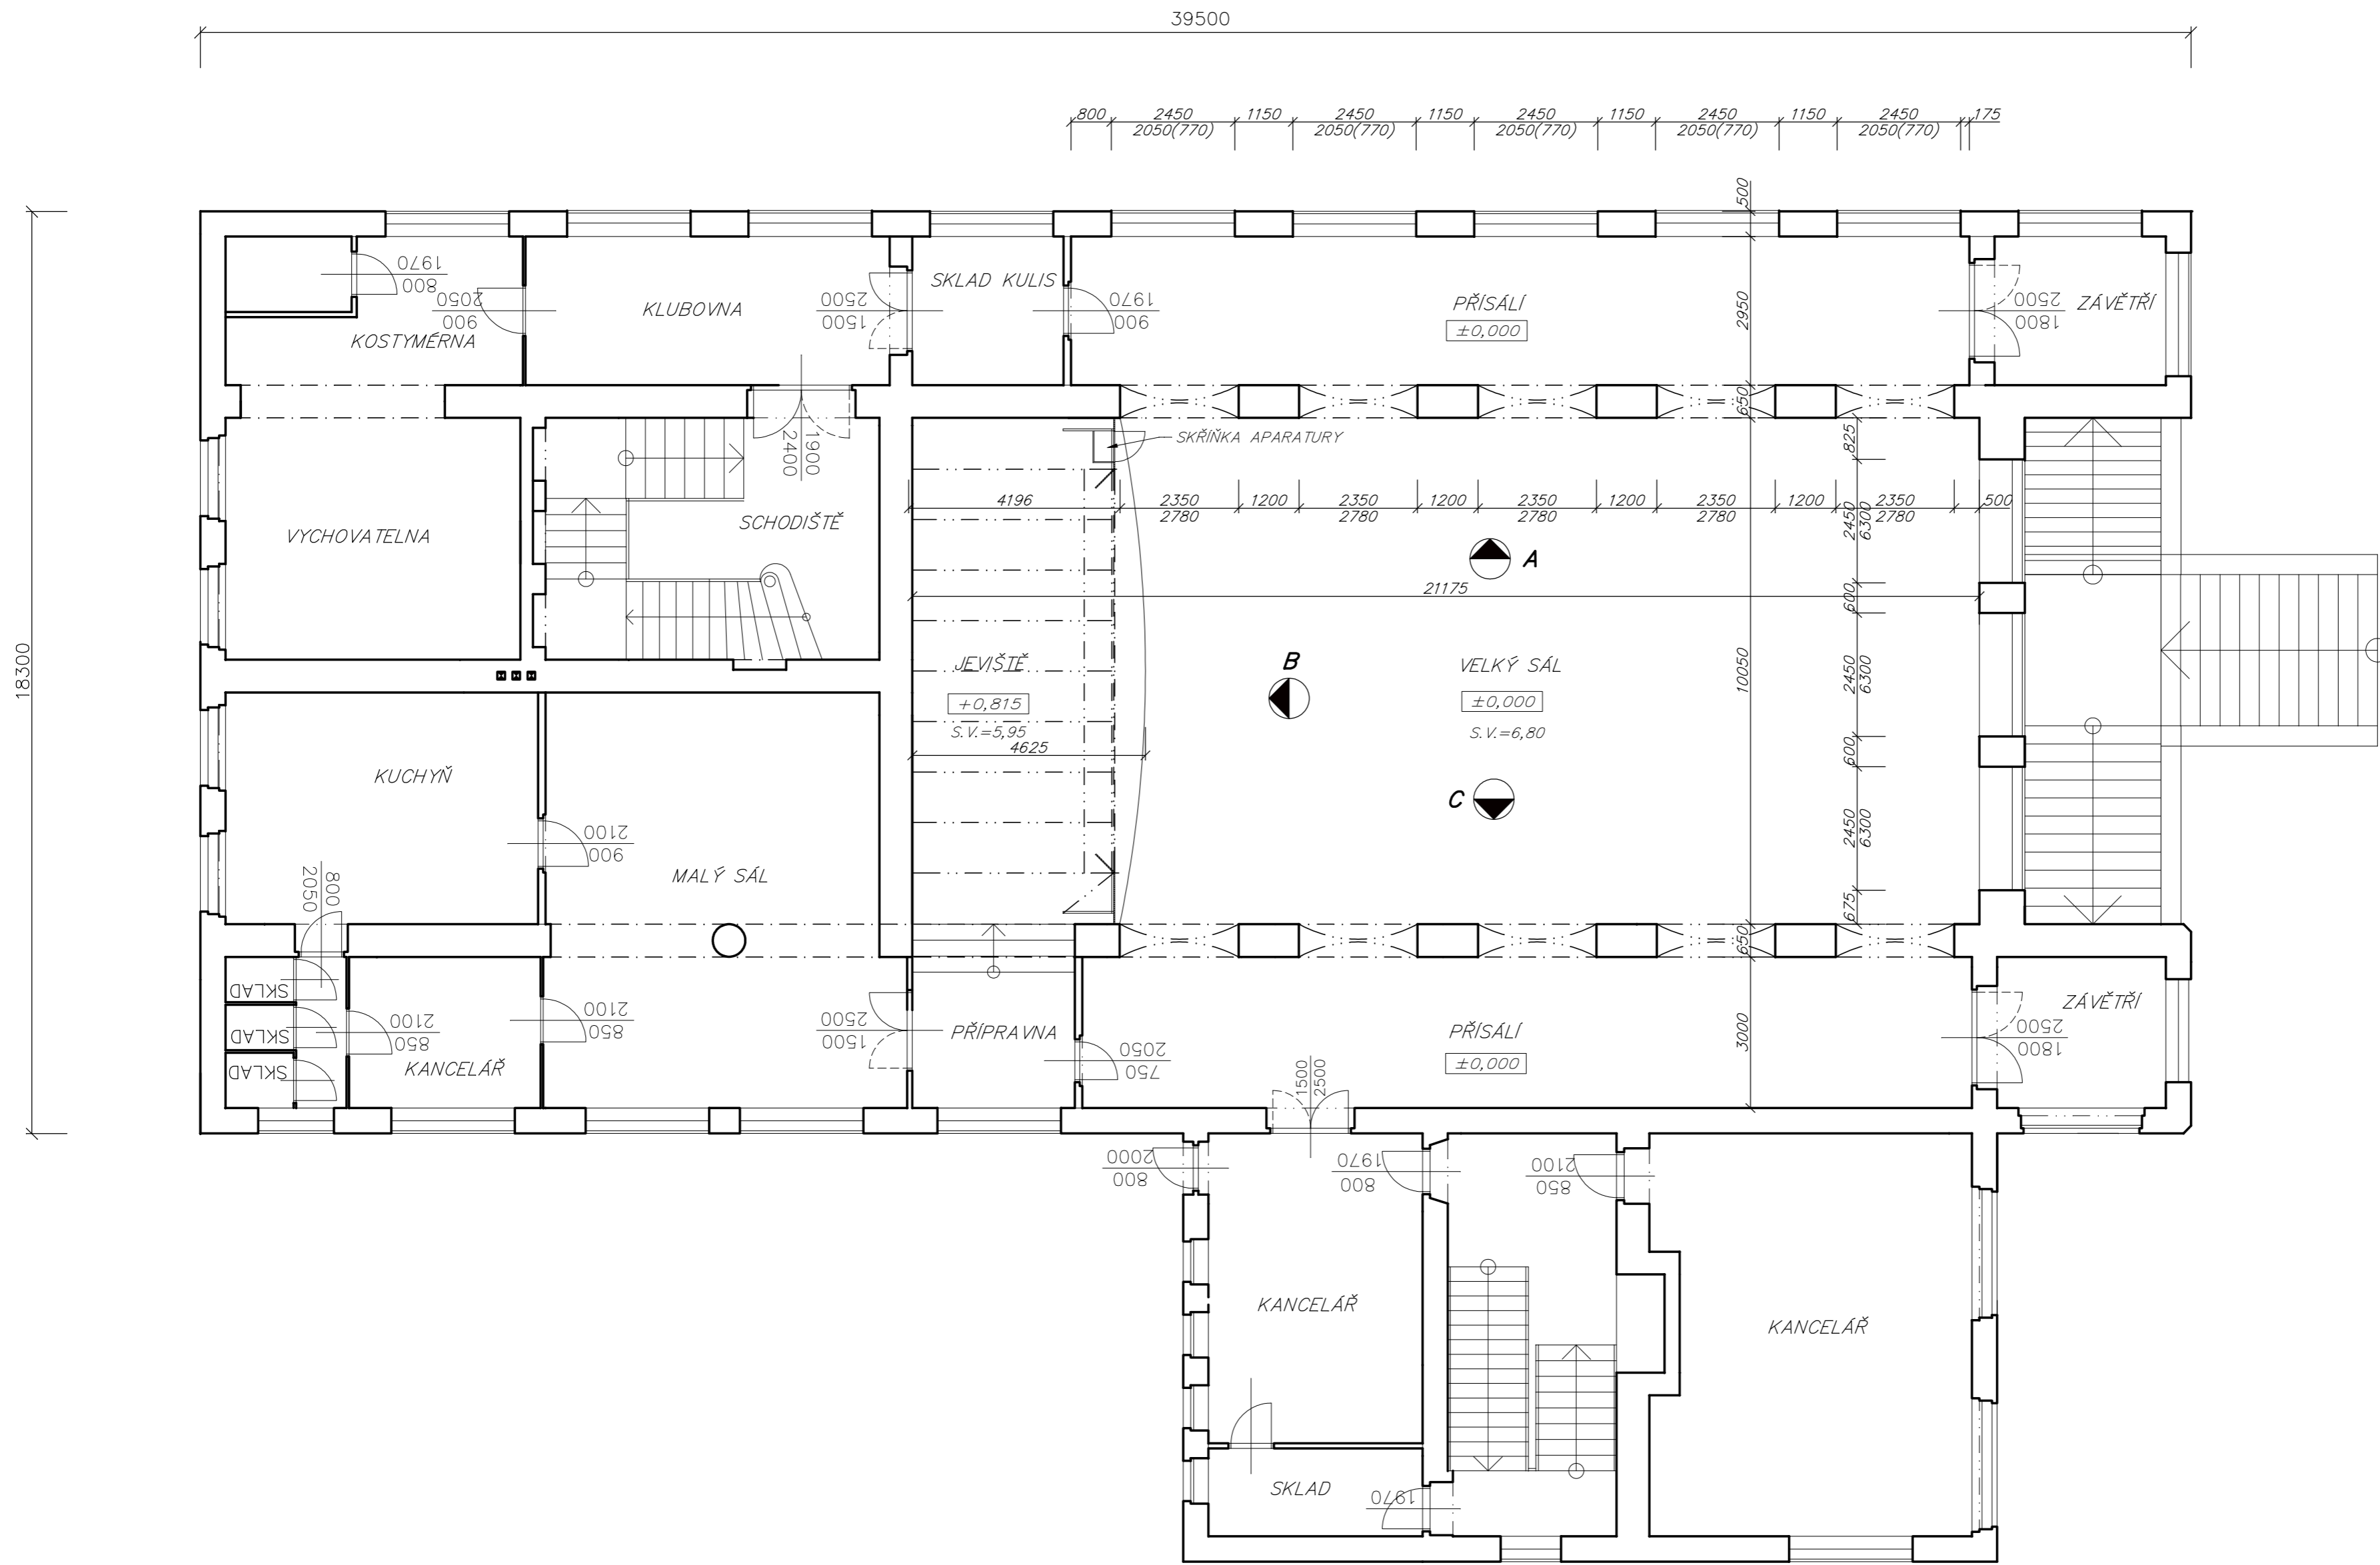 39500
800 2450 1150 2450 1150 2450 1150 2450 1150 2450 175
2050(770) 2050(770) 2050(770) 2050(770) 2050(770)
18300
500
2950
650
10050
650
3000
1970
800
KOSTYMÉRNA
2050
900
KLUBOVNA
2500
1500
SKLAD KULIS
1970
900
PŘÍSÁLÍ
±0,000
2500
1800
ZÁVĚTŘÍ
1900
2400
SKŘÍŇKA APARATURY
VYCHOVATELNA
SCHODIŠTĚ
4196 2350 1200 2350 1200 2350 1200 2350 1200 2350 500
2780 2780 2780 2780 2780
825
2450
6300
600
2450
6300
600
2450
6300
675
A
21175
B
JEVIŠTĚ
+0,815
S.V.=5,95
4625
VELKÝ SÁL
±0,000
S.V.=6,80
C
KUCHYŇ
2100
900
MALÝ SÁL
800
2050
SKLAD
SKLAD
SKLAD
2100
850
KANCELÁŘ
2100
850
2500
1500
PŘÍPRAVNA
2050
750
PŘÍSÁLÍ
±0,000
1500
2500
2500
1800
ZÁVĚTŘÍ
2000
800
1970
800
2100
850
KANCELÁŘ
KANCELÁŘ
SKLAD
1970